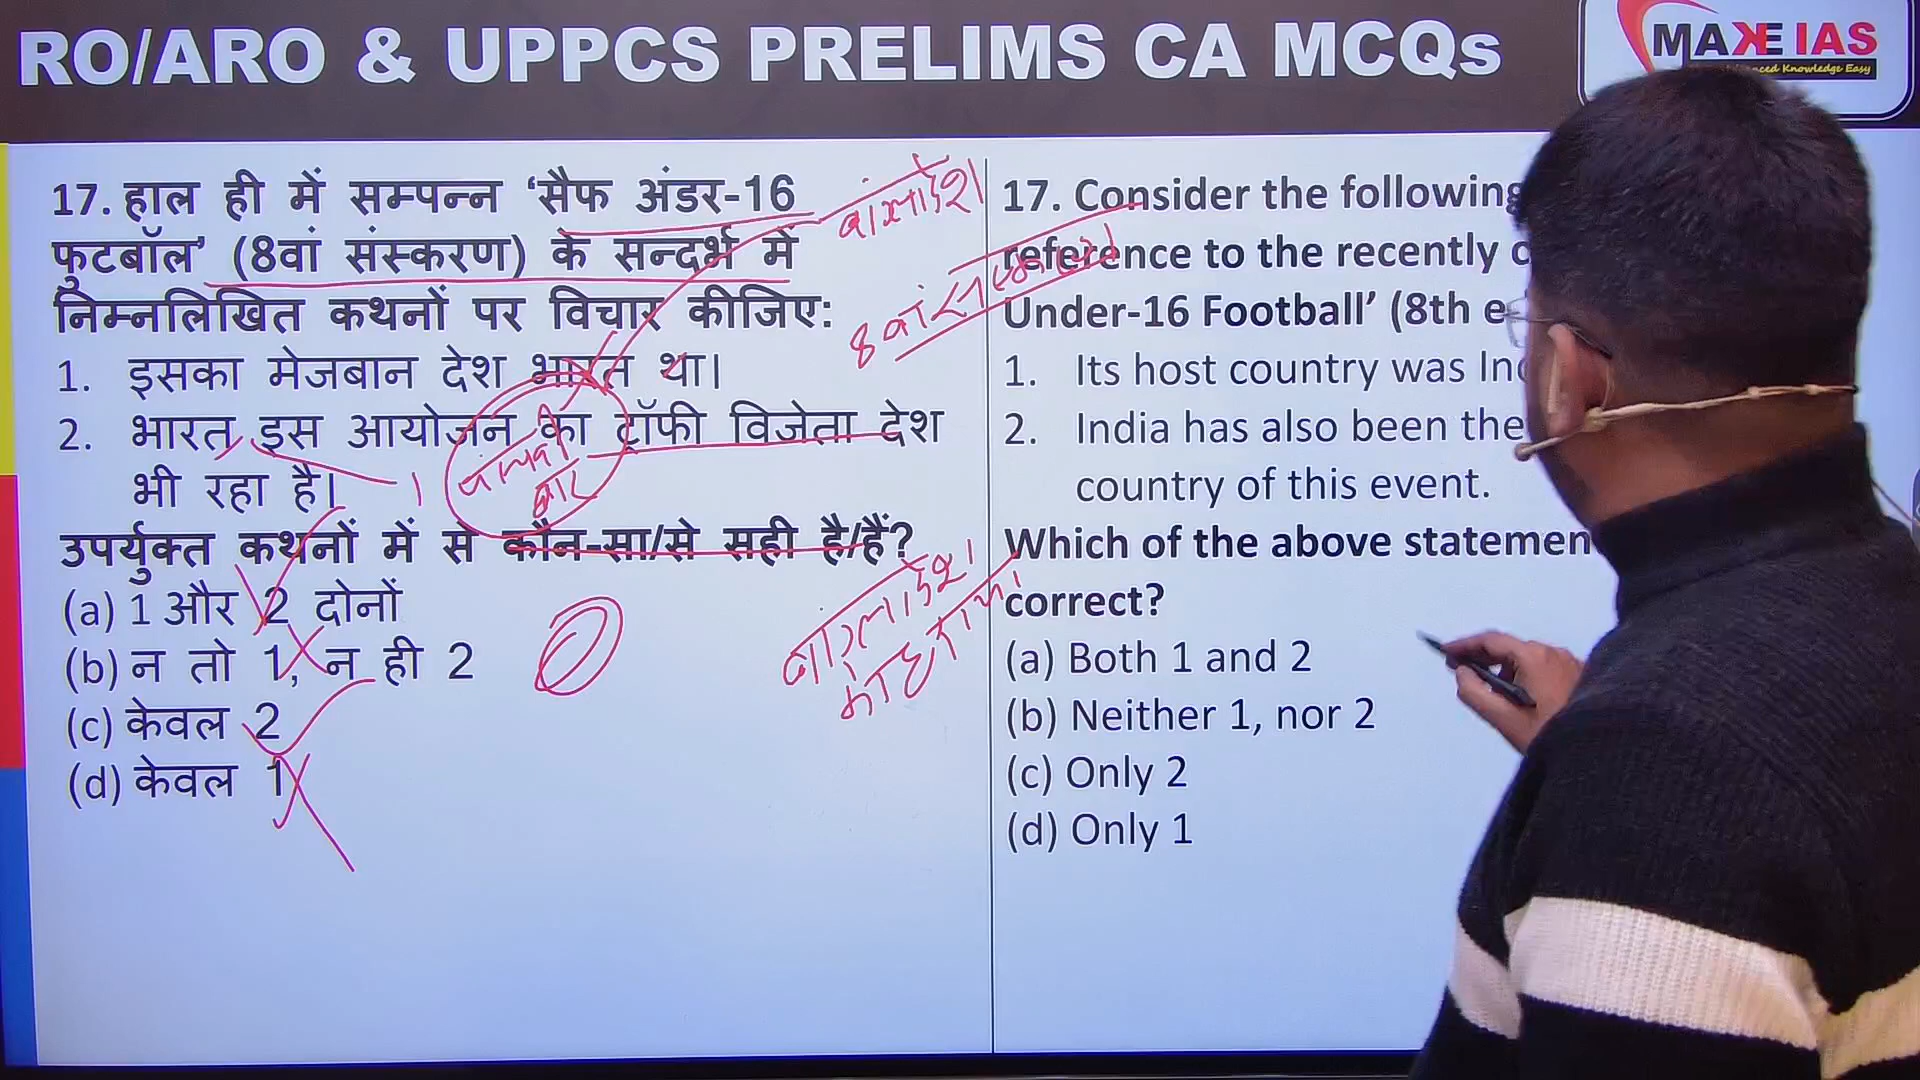 RO/ARO & UPPCS PRELIMS CA MCQs
MAKE IAS
ced Knowledge Easy
17. हाल ही में सम्पन्न ‘सैफ अंडर-16
फुटबॉल’ (8वां संस्करण) के सन्दर्भ में
निम्नलिखित कथनों पर विचार कीजिए:
1. इसका मेजबान देश भारत था।
2. भारत इस आयोजन का ट्रॉफी विजेता देश
भी रहा है।
उपर्युक्त कथनों में से कौन-सा/से सही है/हैं?
(a) 1 और 2 दोनों
(b) न तो 1, न ही 2
(c) केवल 2
(d) केवल 1
17. Consider the following
reference to the recently c
Under-16 Football’ (8th e
1. Its host country was Ind
2. India has also been the
country of this event.
Which of the above statemen
correct?
(a) Both 1 and 2
(b) Neither 1, nor 2
(c) Only 2
(d) Only 1